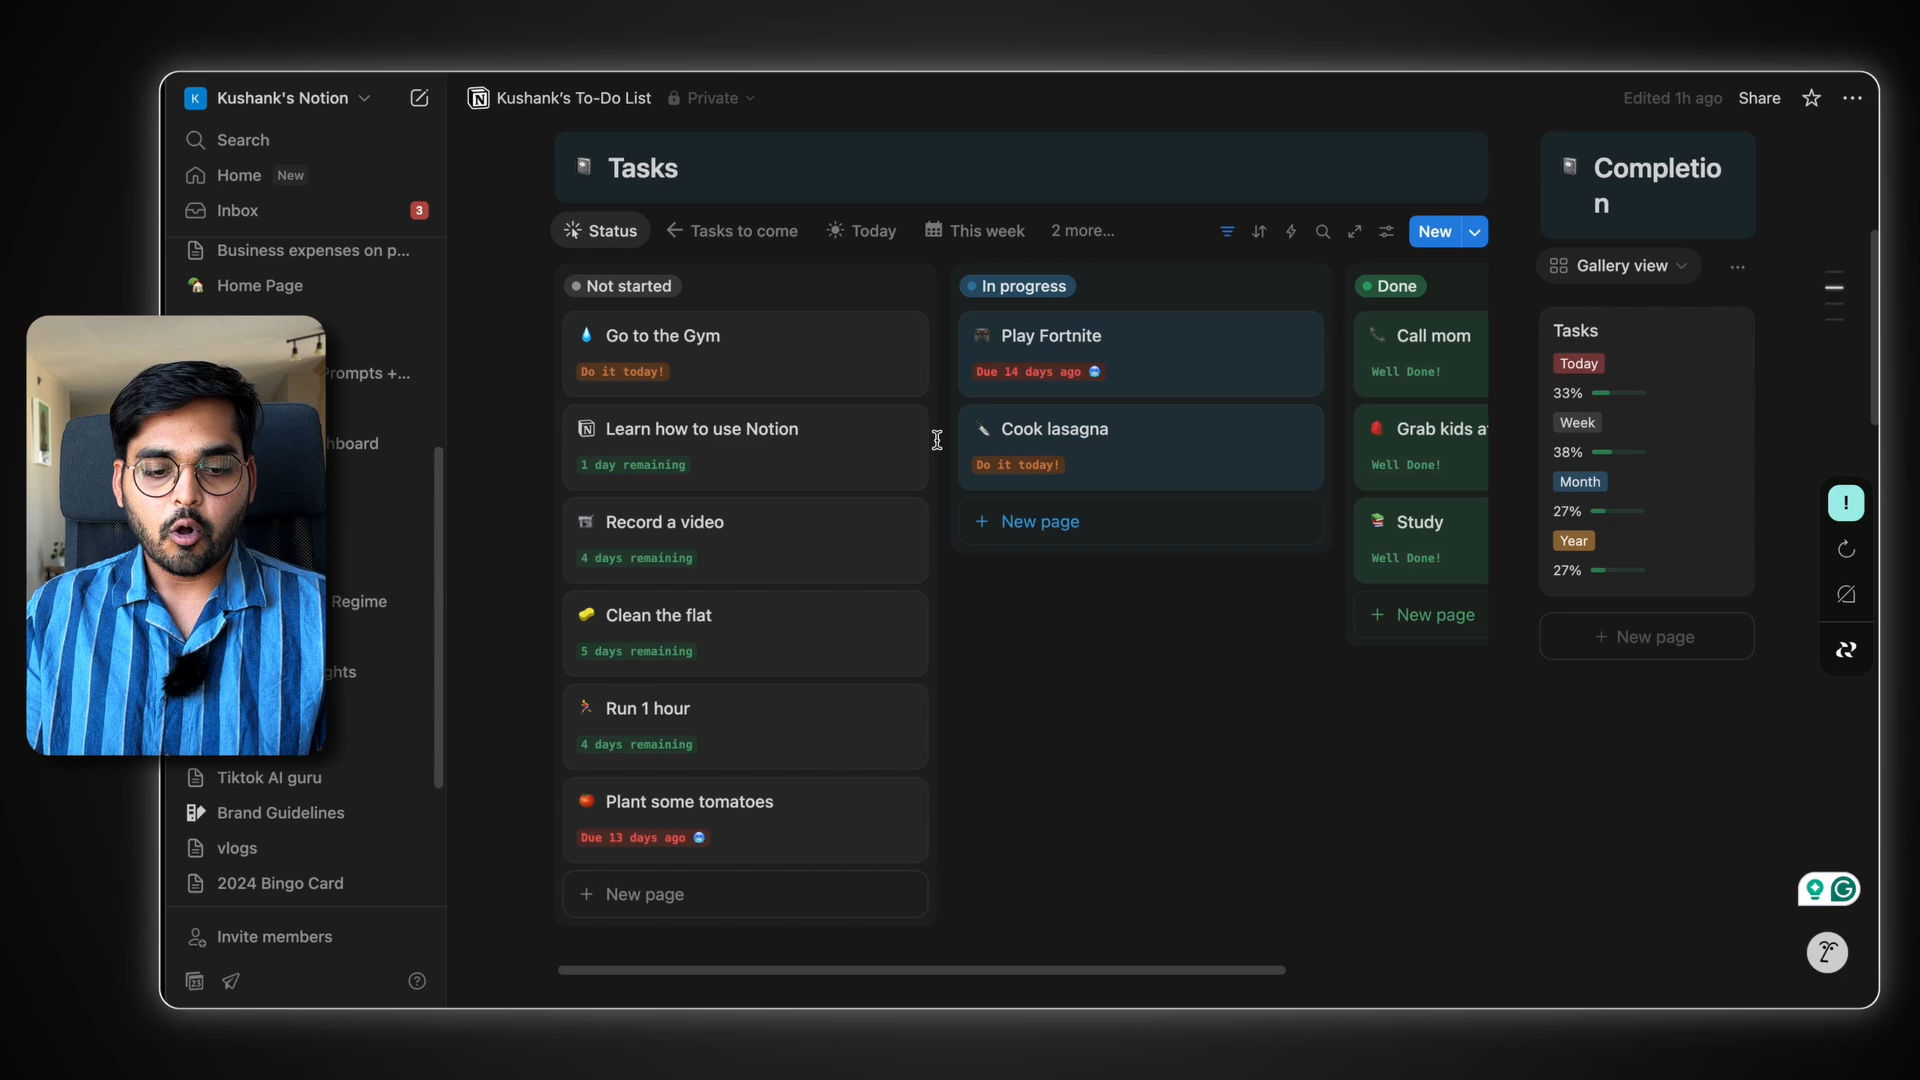 K Kushank's Notion
Search
Home New
Inbox 3
Business expenses on p...
Home Page
Prompts +...
hboard
Regime
ghts
Tiktok AI guru
Brand Guidelines
vlogs
2024 Bingo Card
Invite members
23
Kushank's To-Do List Private
Edited 1h ago Share
Tasks
Status Tasks to come Today This week 2 more... New
Not started
Go to the Gym
Do it today!
Learn how to use Notion
1 day remaining
Record a video
4 days remaining
Clean the flat
5 days remaining
Run 1 hour
4 days remaining
Plant some tomatoes
Due 13 days ago
+ New page
In progress
Play Fortnite
Due 14 days ago
Cook lasagna
Do it today!
+ New page
Done
Call mom
Well Done!
Grab kids at
Well Done!
Study
Well Done!
+ New page
Completio
n
Gallery view
Tasks
Today
33%
Week
38%
Month
27%
Year
27%
+ New page